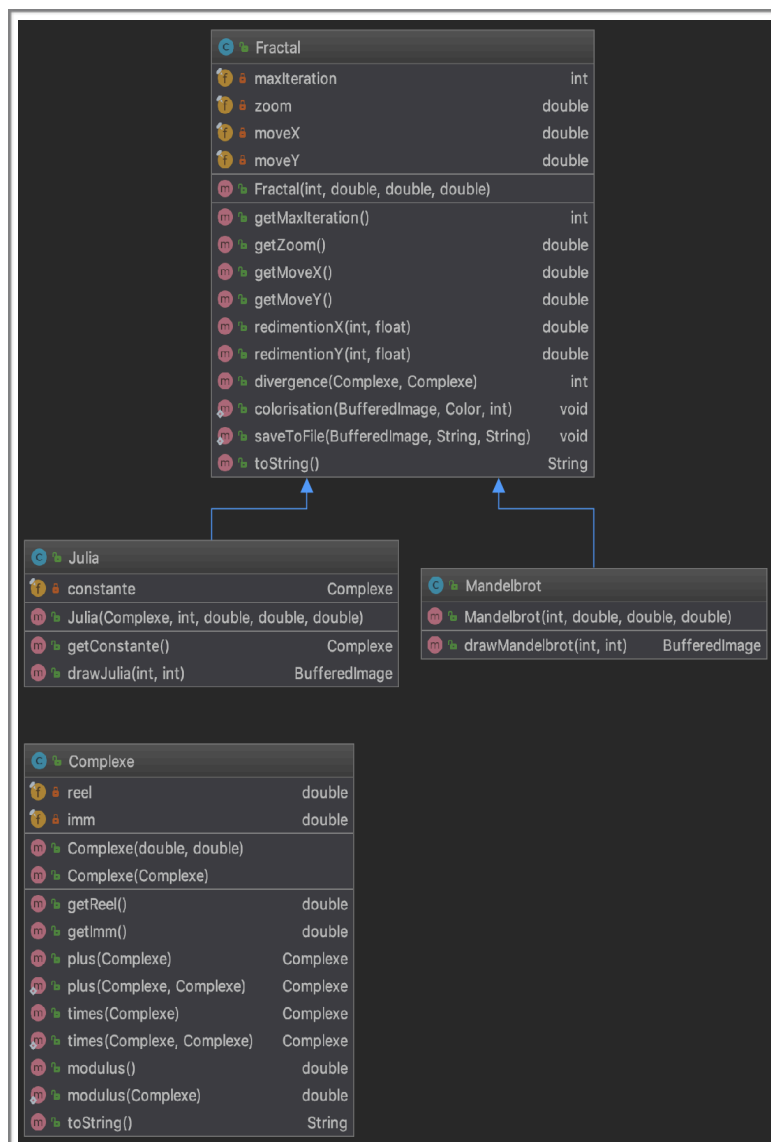 Fractal
maxIteration int
zoom double
moveX double
moveY double
Fractal(int, double, double, double)
getMaxIteration() int
getZoom() double
getMoveX() double
getMoveY() double
redimentionX(int, float) double
redimentionY(int, float) double
divergence(Complexe, Complexe) int
colorisation(BufferedImage, Color, int) void
saveToFile(BufferedImage, String, String) void
toString() String
Julia
constante Complexe
Julia(Complexe, int, double, double, double)
getConstante() Complexe
drawJulia(int, int) BufferedImage
Mandelbrot
Mandelbrot(int, double, double, double)
drawMandelbrot(int, int) BufferedImage
Complexe
reel double
imm double
Complexe(double, double)
Complexe(Complexe)
getReel() double
getImm() double
plus(Complexe) Complexe
plus(Complexe, Complexe) Complexe
times(Complexe) Complexe
times(Complexe, Complexe) Complexe
modulus() double
modulus(Complexe) double
toString() String